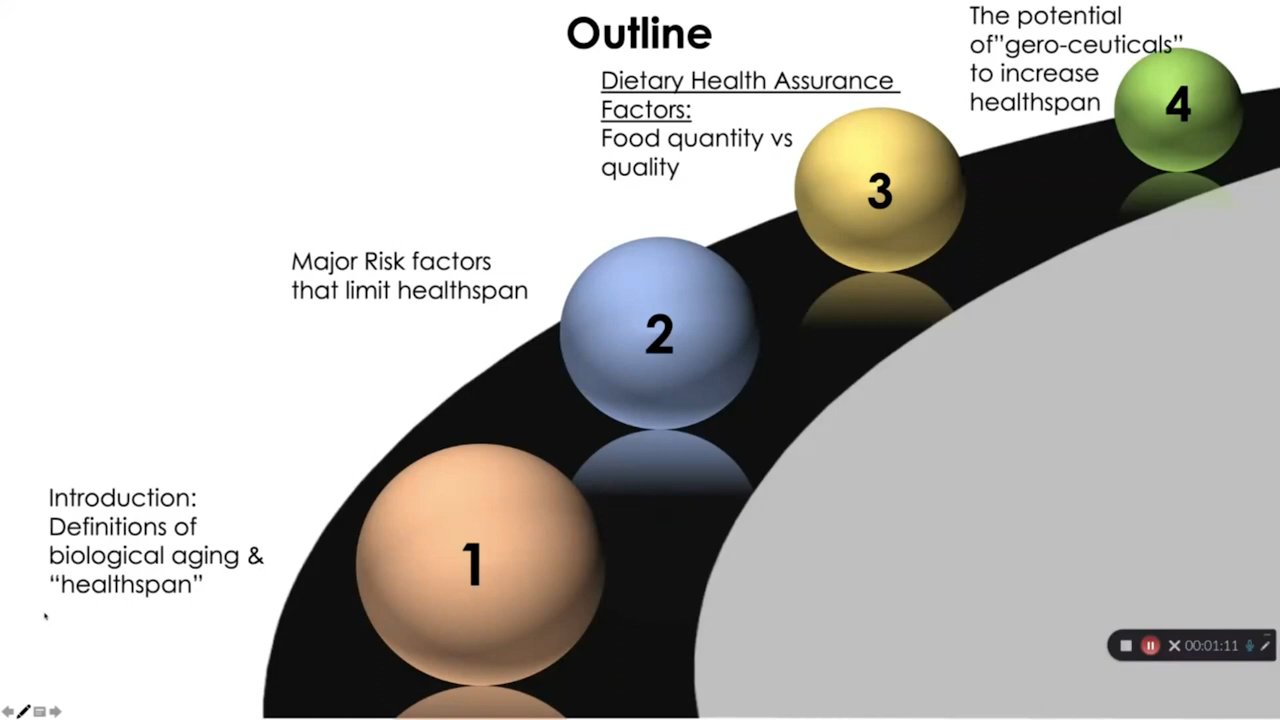 Outline
The potential
of”gero-ceuticals”
to increase
healthspan
4
Dietary Health Assurance
Factors:
Food quantity vs
quality
3
Major Risk factors
that limit healthspan
2
Introduction:
Definitions of
biological aging &
“healthspan”
1
00:01:11